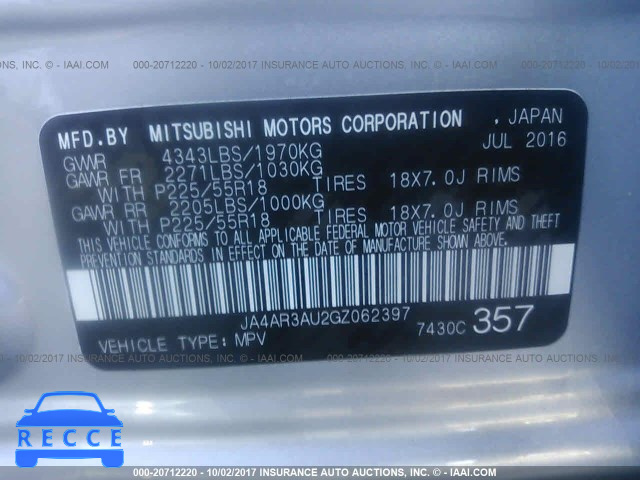 000-20712220 - 10/02/2017 INSURANCE AUTO AUCTIONS, INC. © - IAAI.COM
MFD.BY MITSUBISHI MOTORS CORPORATION . JAPAN
GVWR 4343LBS/1970KG JUL 2016
GAWR FR 2271LBS/1030KG
WITH P225/55R18 TIRES 18X7.0J RIMS
GAWR RR 2205LBS/1000KG
WITH P225/55R18 TIRES 18X7.0J RIMS
THIS VEHICLE CONFORMS TO ALL APPLICABLE FEDERAL MOTOR VEHICLE SAFETY AND THEFT
PREVENTION STANDARDS IN EFFECT ON THE DATE OF MANUFACTURE SHOWN ABOVE.
JA4AR3AU2GZ062397
7430C 357
VEHICLE TYPE: MPV
000-20712220 - 10/02/2017 INSURANCE AUTO AUCTIONS, INC. © - IAAI.COM
RECCE
000-20712220 - 10/02/2017 INSURANCE AUTO AUCTIONS, INC. © - IAAI.COM